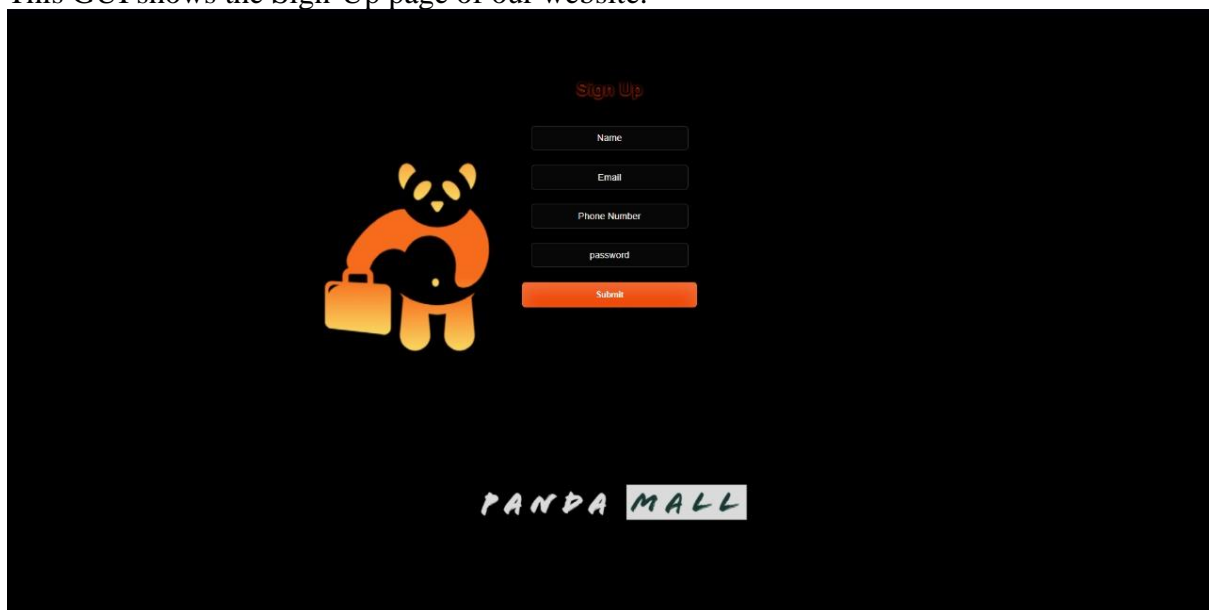 This GUI shows the Sign-Up page of our website.
Sign Up
Name
Email
Phone Number
password
Submit
PANDA MALL